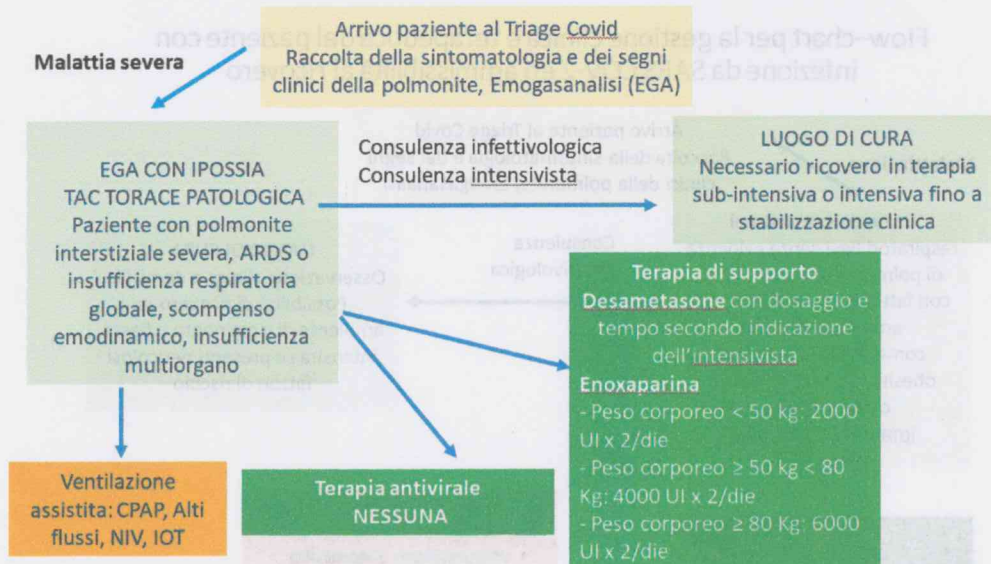 Arrivo paziente al Triage Covid
Raccolta della sintomatologia e dei segni
clinici della polmonite, Emogasanalisi (EGA)
Malattia severa
EGA CON IPOSSIA
TAC TORACE PATOLOGICA
Paziente con polmonite
interstiziale severa, ARDS o
insufficienza respiratoria
globale, scompenso
emodinamico, insufficienza
multiorgano
Consulenza infettivologica
Consulenza intensivista
LUOGO DI CURA
Necessario ricovero in terapia
sub-intensiva o intensiva fino a
stabilizzazione clinica
Terapia di supporto
Desametasone con dosaggio e
tempo secondo indicazione
dell'intensivista
Enoxaparina
- Peso corporeo < 50 kg: 2000
UI x 2/die
- Peso corporeo ≥ 50 kg < 80
Kg: 4000 UI x 2/die
- Peso corporeo ≥ 80 Kg: 6000
UI x 2/die
Ventilazione
assistita: CPAP, Alti
flussi, NIV, IOT
Terapia antivirale
NESSUNA